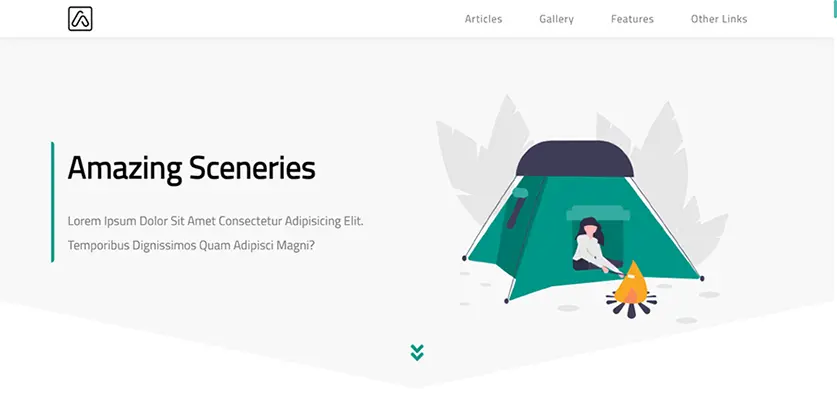 Articles Gallery Features Other Links
Amazing Sceneries
Lorem Ipsum Dolor Sit Amet Consectetur Adipisicing Elit.
Temporibus Dignissimos Quam Adipisci Magni?